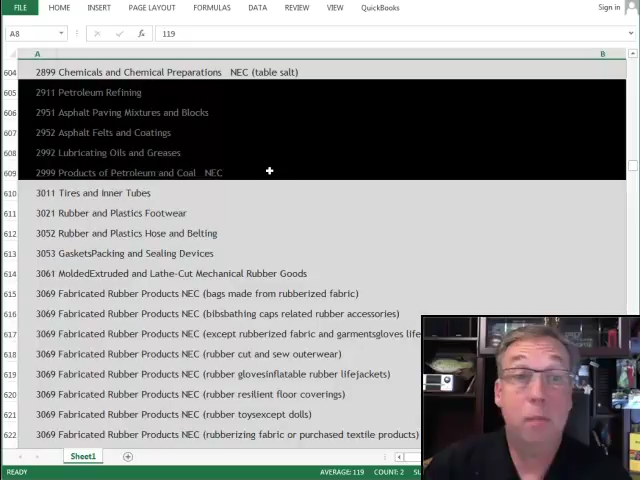 FILE HOME INSERT PAGE LAYOUT FORMULAS DATA REVIEW VIEW QuickBooks Sign in
A8 fx 119
A B
604 2899 Chemicals and Chemical Preparations NEC (table salt)
605 2911 Petroleum Refining
606 2951 Asphalt Paving Mixtures and Blocks
607 2952 Asphalt Felts and Coatings
608 2992 Lubricating Oils and Greases
609 2999 Products of Petroleum and Coal NEC
610 3011 Tires and Inner Tubes
611 3021 Rubber and Plastics Footwear
612 3052 Rubber and Plastics Hose and Belting
613 3053 GasketsPacking and Sealing Devices
614 3061 MoldedExtruded and Lathe-Cut Mechanical Rubber Goods
615 3069 Fabricated Rubber Products NEC (bags made from rubberized fabric)
616 3069 Fabricated Rubber Products NEC (bibsbathing caps related rubber accessories)
617 3069 Fabricated Rubber Products NEC (except rubberized fabric and garmentsgloves life
618 3069 Fabricated Rubber Products NEC (rubber cut and sew outerwear)
619 3069 Fabricated Rubber Products NEC (rubber glovesinflatable rubber lifejackets)
620 3069 Fabricated Rubber Products NEC (rubber resilient floor coverings)
621 3069 Fabricated Rubber Products NEC (rubber toysexcept dolls)
622 3069 Fabricated Rubber Products NEC (rubberizing fabric or purchased textile products)
Sheet1
READY AVERAGE: 119 COUNT: 2 SU